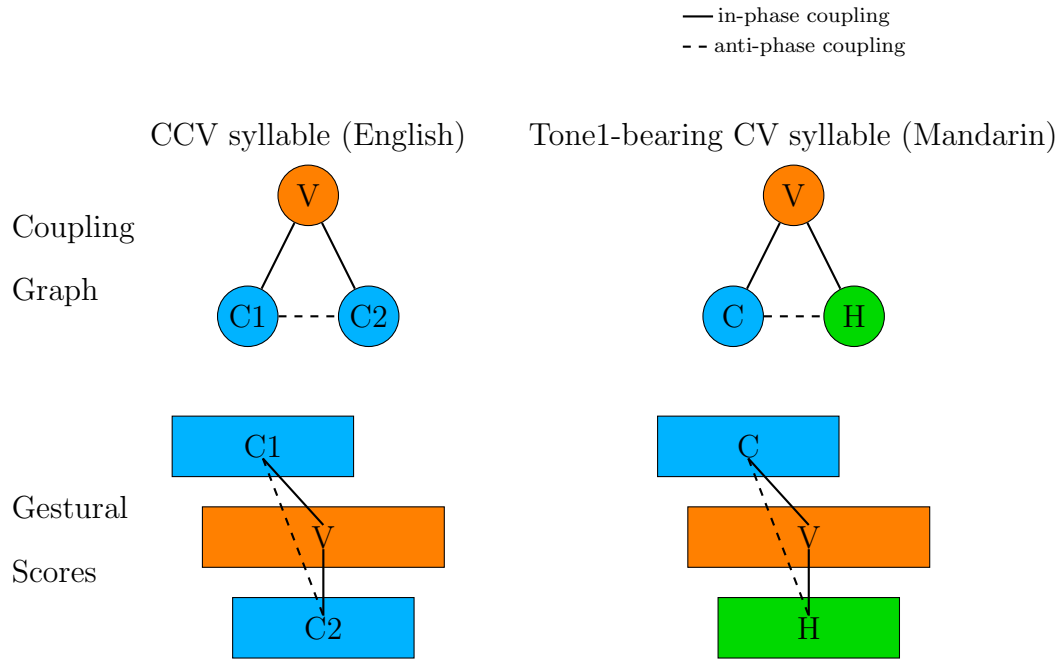 in-phase coupling
anti-phase coupling
CCV syllable (English)
Tone1-bearing CV syllable (Mandarin)
V
V
Coupling
Graph
C1
C2
C
H
C1
C
Gestural
V
V
Scores
C2
H